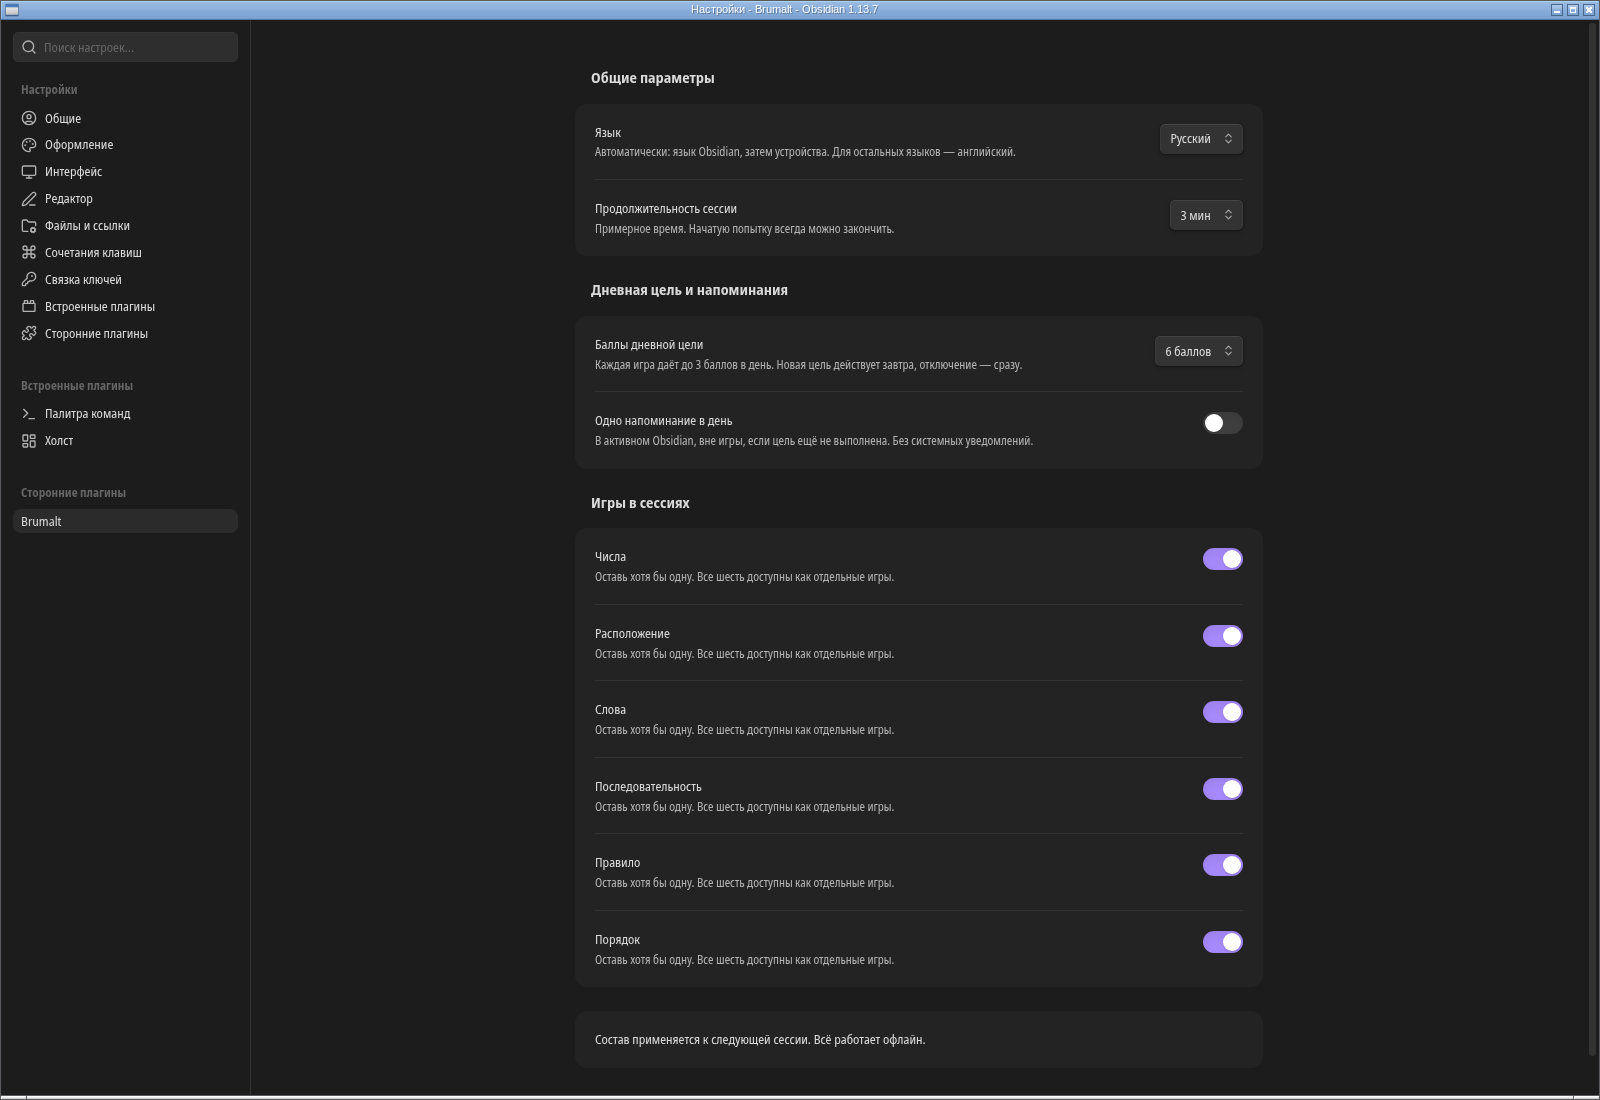 Настройки - Brumalt - Obsidian 1.13.7
Поиск настроек...
Настройки
Общие
Оформление
Интерфейс
Редактор
Файлы и ссылки
Сочетания клавиш
Связка ключей
Встроенные плагины
Сторонние плагины
Встроенные плагины
Палитра команд
Холст
Сторонние плагины
Brumalt
Общие параметры
Язык
Автоматически: язык Obsidian, затем устройства. Для остальных языков — английский.
Русский
Продолжительность сессии
Примерное время. Начатую попытку всегда можно закончить.
3 мин
Дневная цель и напоминания
Баллы дневной цели
Каждая игра даёт до 3 баллов в день. Новая цель действует завтра, отключение — сразу.
6 баллов
Одно напоминание в день
В активном Obsidian, вне игры, если цель ещё не выполнена. Без системных уведомлений.
Игры в сессиях
Числа
Оставь хотя бы одну. Все шесть доступны как отдельные игры.
Расположение
Оставь хотя бы одну. Все шесть доступны как отдельные игры.
Слова
Оставь хотя бы одну. Все шесть доступны как отдельные игры.
Последовательность
Оставь хотя бы одну. Все шесть доступны как отдельные игры.
Правило
Оставь хотя бы одну. Все шесть доступны как отдельные игры.
Порядок
Оставь хотя бы одну. Все шесть доступны как отдельные игры.
Состав применяется к следующей сессии. Всё работает офлайн.